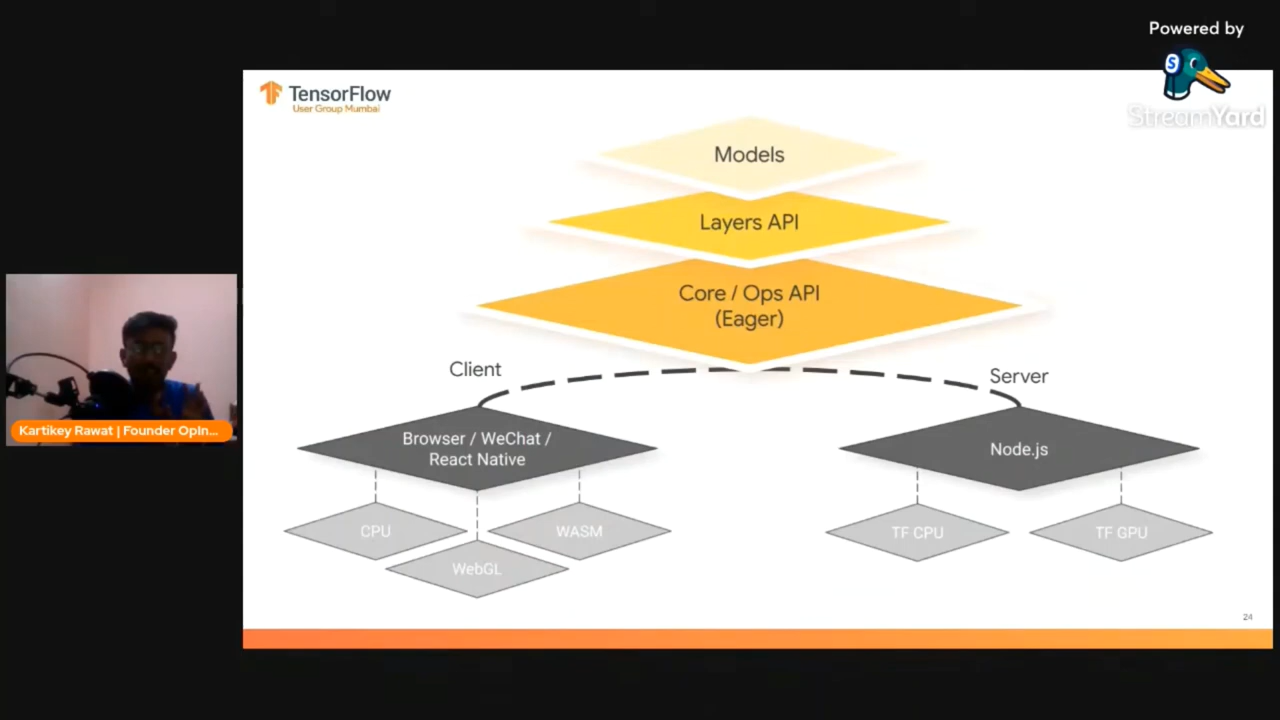 Powered by
S
StreamYard
TensorFlow
User Group Mumbai
Models
Layers API
Core / Ops API
(Eager)
Client
Server
Browser / WeChat /
React Native
Node.js
CPU
WASM
WebGL
TF CPU
TF GPU
Kartikey Rawat | Founder Opin...
24